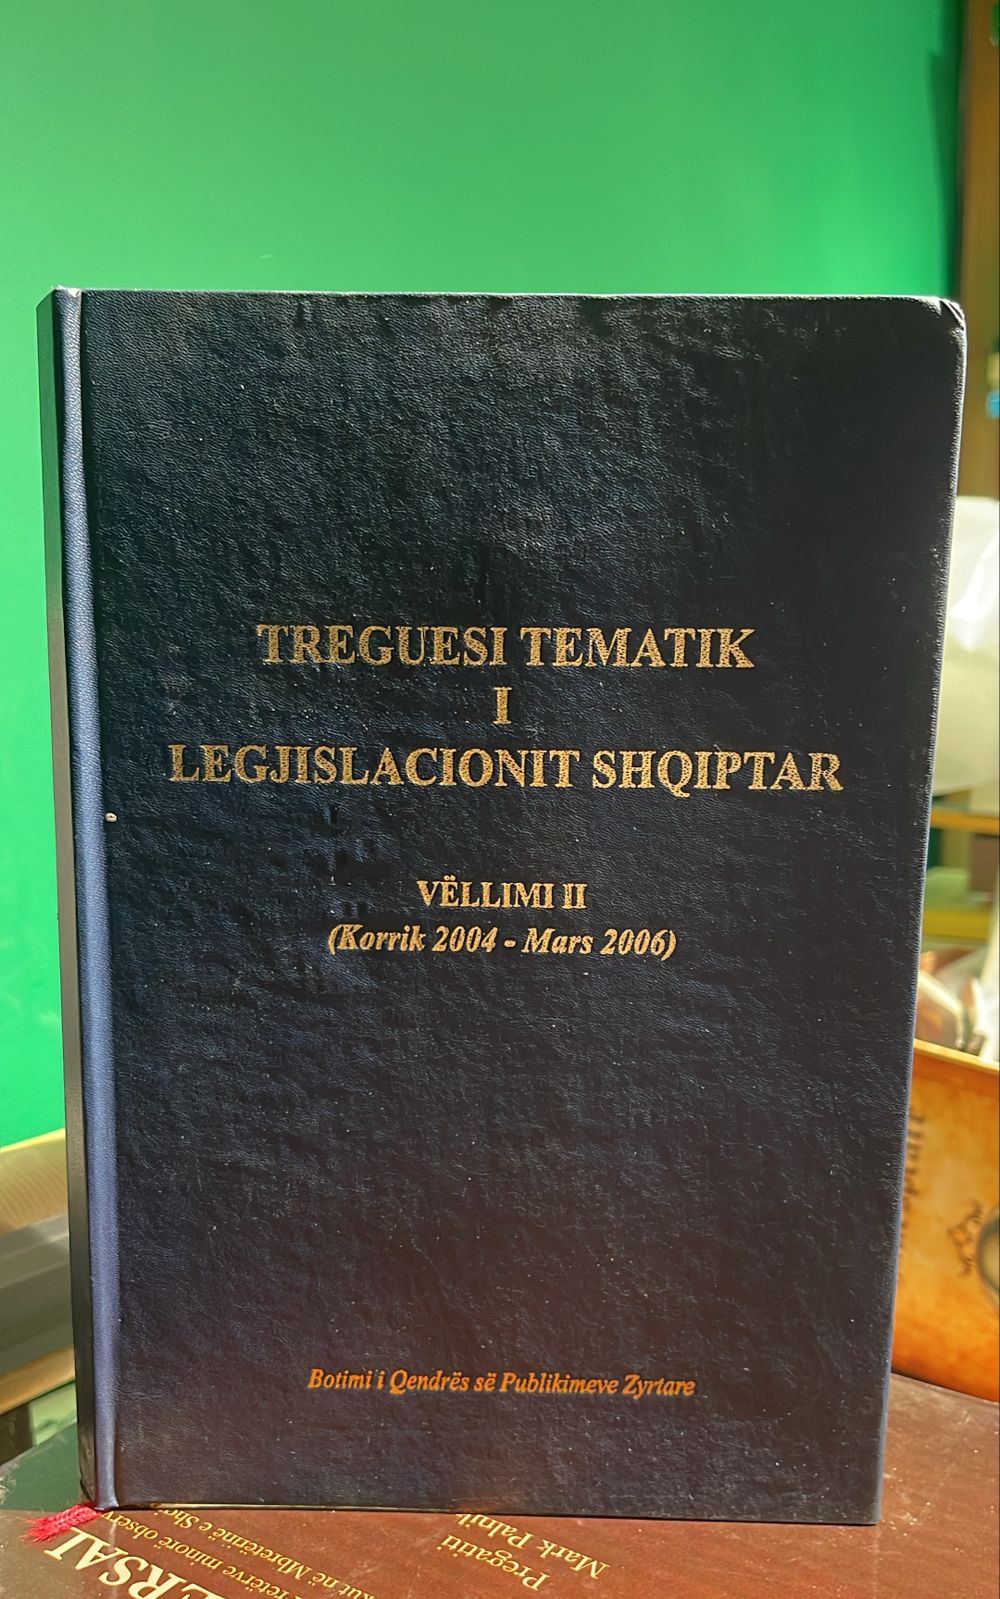 TREGUESI TEMATIK
I
LEGJISLACIONIT SHQIPTAR
VËLLIMI II
(Korrik 2004 - Mars 2006)
Botimi i Qendrës së Publikimeve Zyrtare
Pregatiti
Mark Palnik